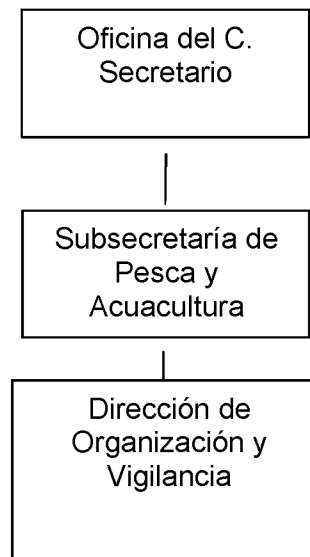 Oficina del C.
Secretario
Subsecretaría de
Pesca y
Acuacultura
Dirección de
Organización y
Vigilancia